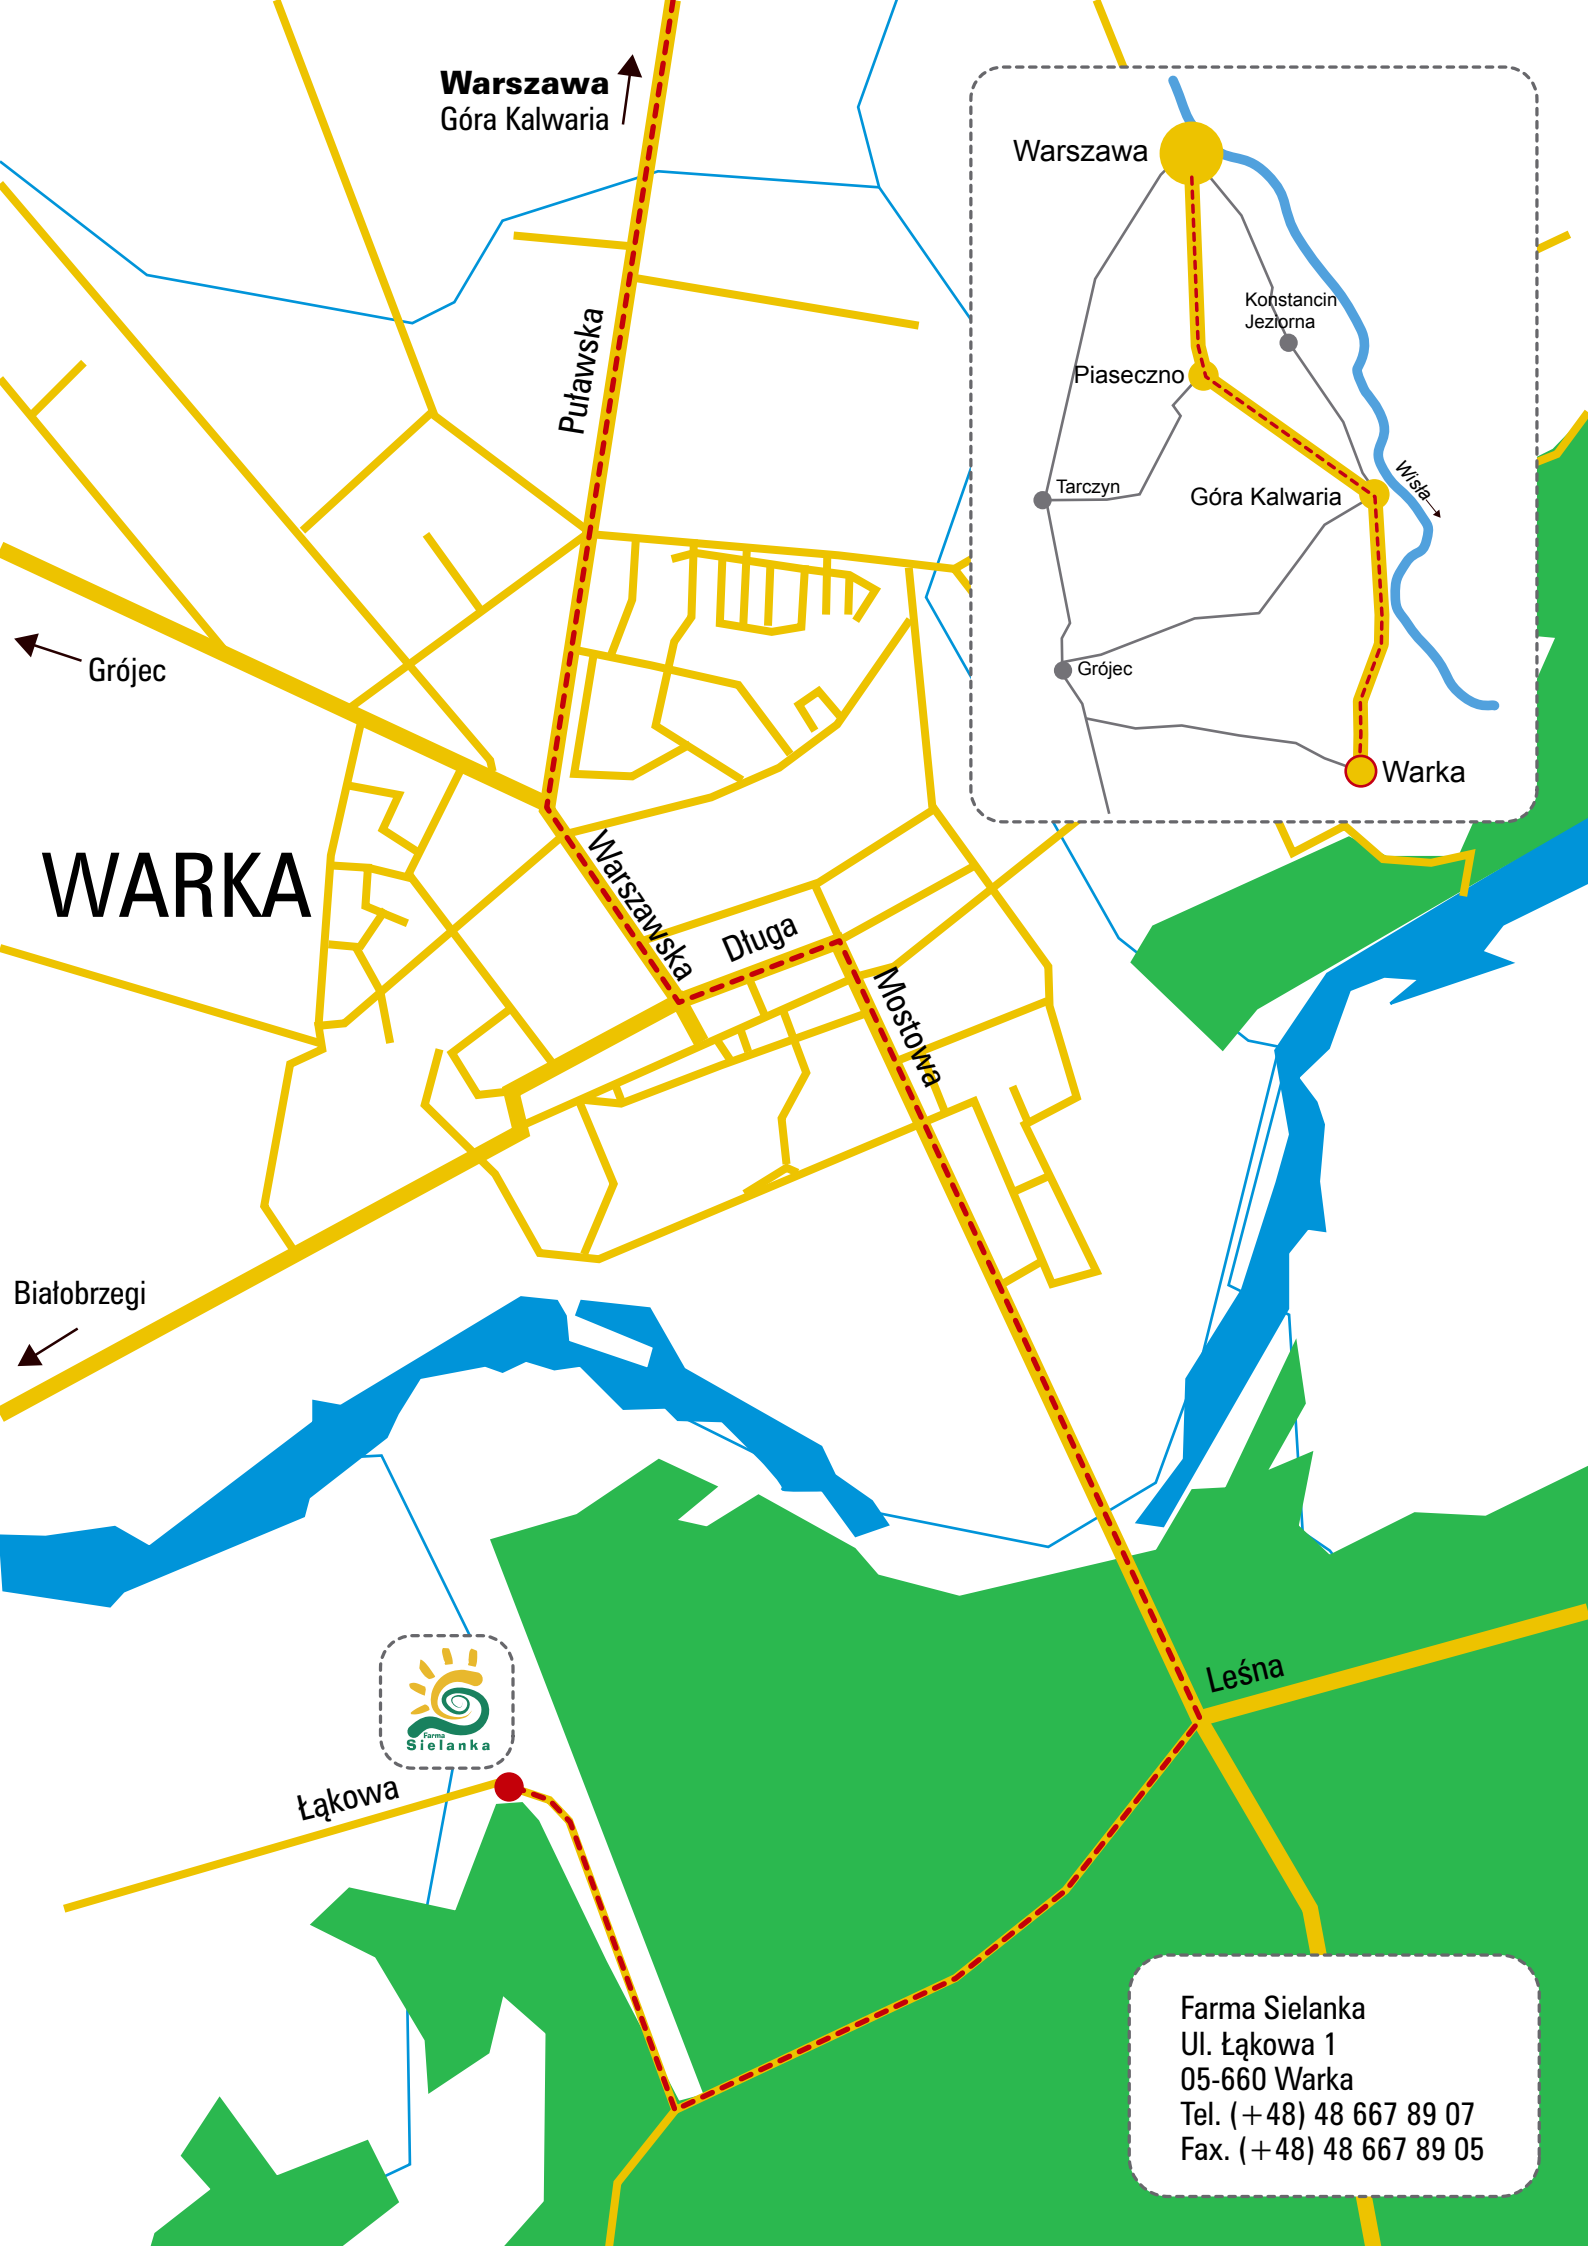 Warszawa
Góra Kalwaria
Warszawa
Konstancin
Jeziorna
Piaseczno
Tarczyn
Góra Kalwaria
Wisła
Grójec
Warka
Puławska
Grójec
WARKA
Warszawska
Długa
Mostowa
Białobrzegi
Leśna
Farma
Sielanka
Łąkowa
Farma Sielanka
Ul. Łąkowa 1
05-660 Warka
Tel. (+48) 48 667 89 07
Fax. (+48) 48 667 89 05